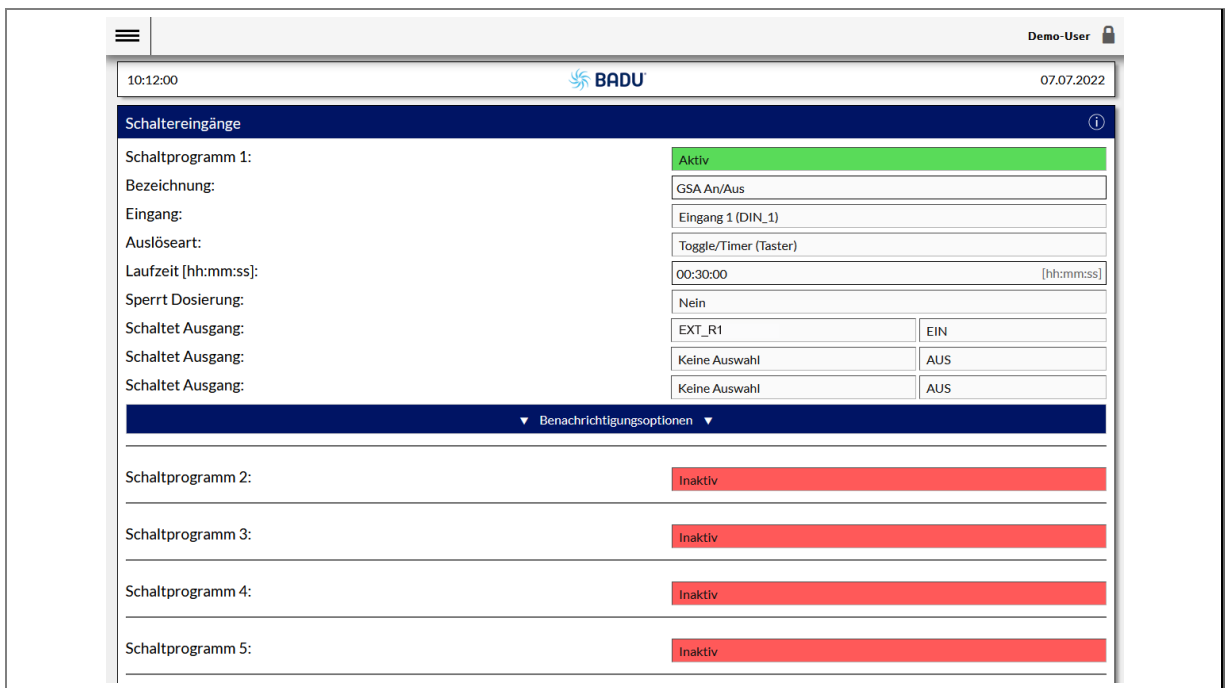 Demo-User
10:12:00 BADU 07.07.2022
Schaltereingänge
Schaltprogramm 1: Aktiv
Bezeichnung: GSA An/Aus
Eingang: Eingang 1 (DIN_1)
Auslöseart: Toggle/Timer (Taster)
Laufzeit [hh:mm:ss]: 00:30:00 [hh:mm:ss]
Sperrt Dosierung: Nein
Schaltet Ausgang: EXT_R1 EIN
Schaltet Ausgang: Keine Auswahl AUS
Schaltet Ausgang: Keine Auswahl AUS
▼ Benachrichtigungsoptionen ▼
Schaltprogramm 2: Inaktiv
Schaltprogramm 3: Inaktiv
Schaltprogramm 4: Inaktiv
Schaltprogramm 5: Inaktiv